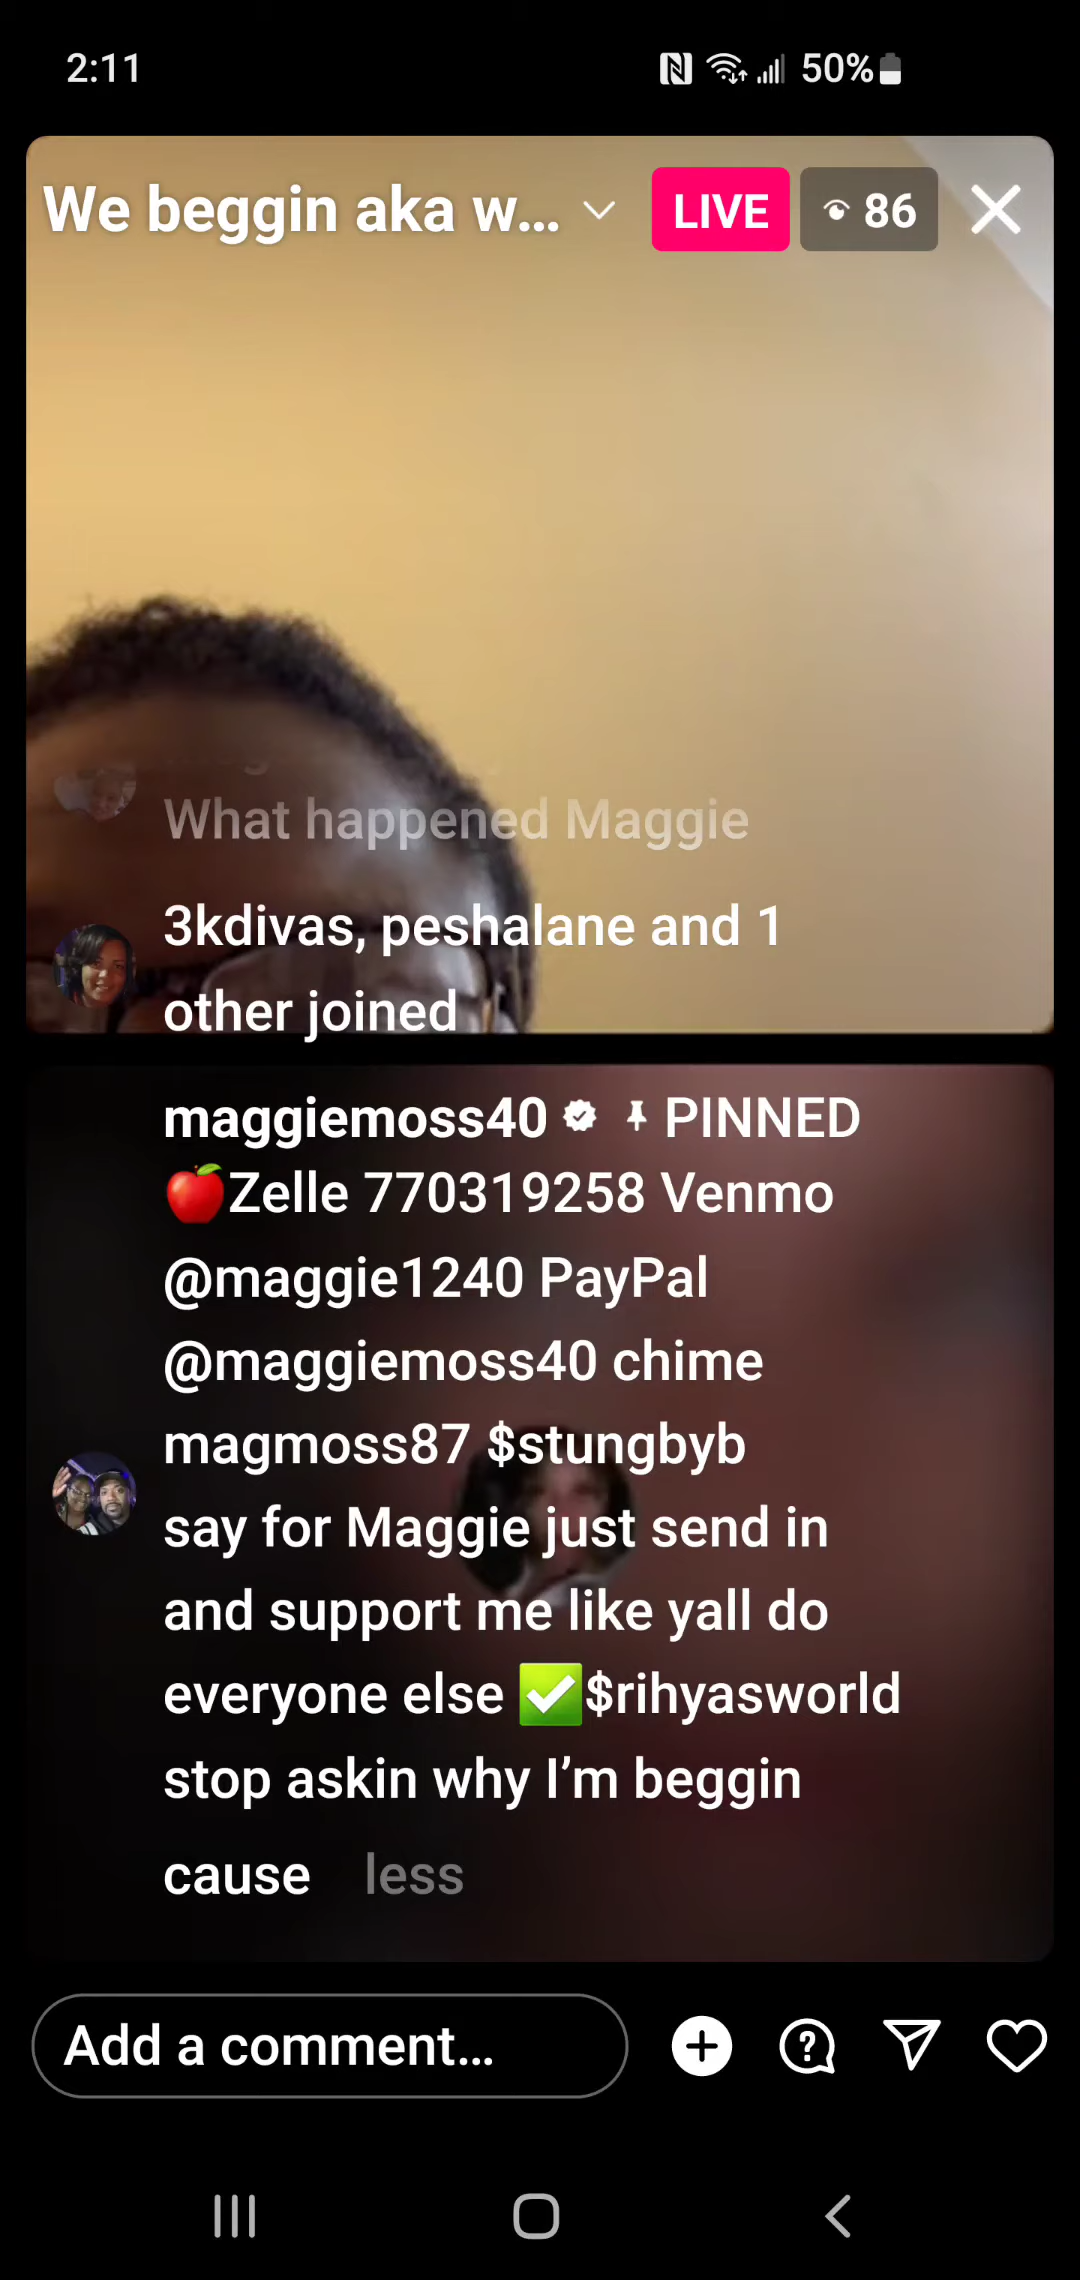 2:11 50%
We beggin aka w... LIVE 86
What happened Maggie
3kdivas, peshalane and 1
other joined
maggiemoss40 PINNED
🍎Zelle 770319258 Venmo
@maggie1240 PayPal
@maggiemoss40 chime
magmoss87 $stungbyb
say for Maggie just send in
and support me like yall do
everyone else ✅$rihyasworld
stop askin why I’m beggin
cause less
Add a comment...